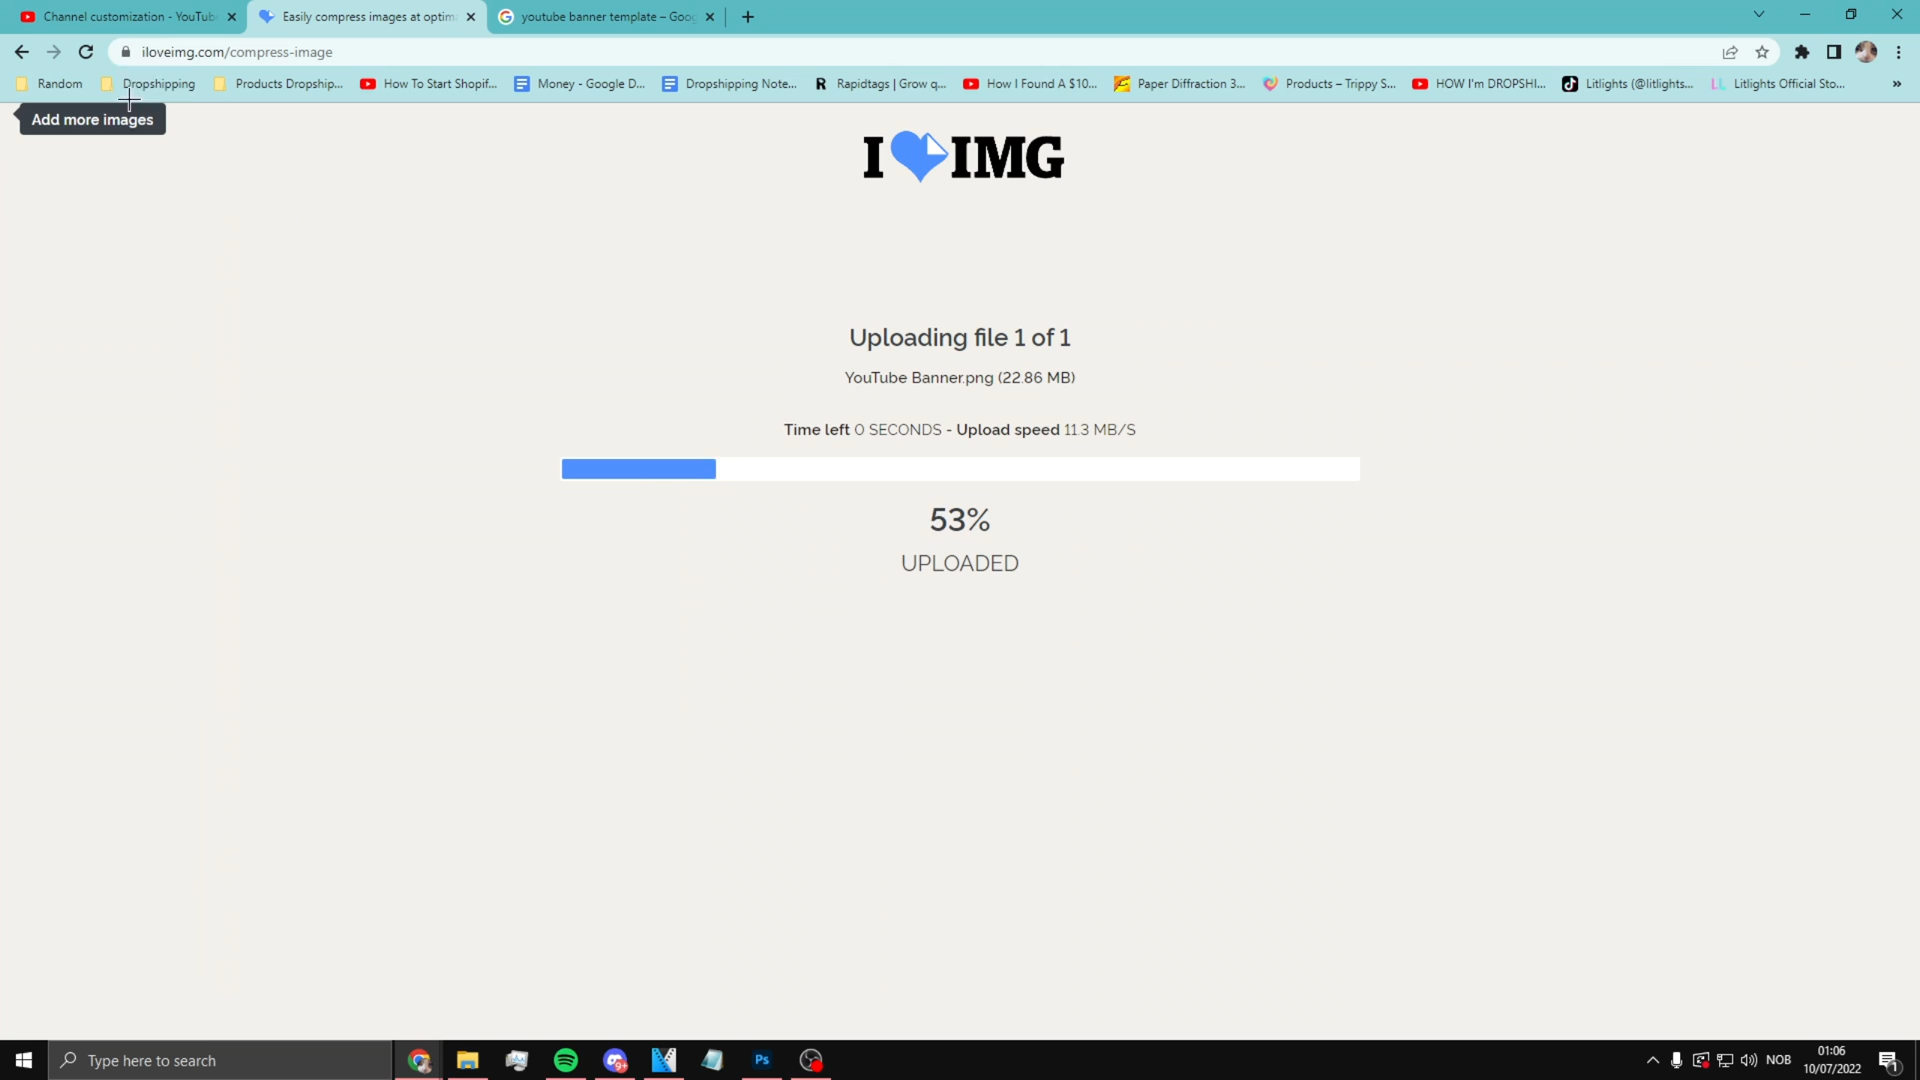 Channel customization - YouTub
Easily compress images at optim
youtube banner template – Goo
iloveimg.com/compress-image
Random
Dropshipping
Products Dropship...
How To Start Shopif...
Money - Google D...
Dropshipping Note...
R
Rapidtags | Grow q...
How I Found A $10...
Paper Diffraction 3...
Products – Trippy S...
HOW I'm DROPSHI...
Litlights (@litlights...
LL
Litlights Official Sto...
»
Add more images
I IMG
Uploading file 1 of 1
YouTube Banner.png (22.86 MB)
Time left 0 SECONDS - Upload speed 11.3 MB/S
53%
UPLOADED
Type here to search
9+
Ps
NOB
01:06
10/07/2022
1